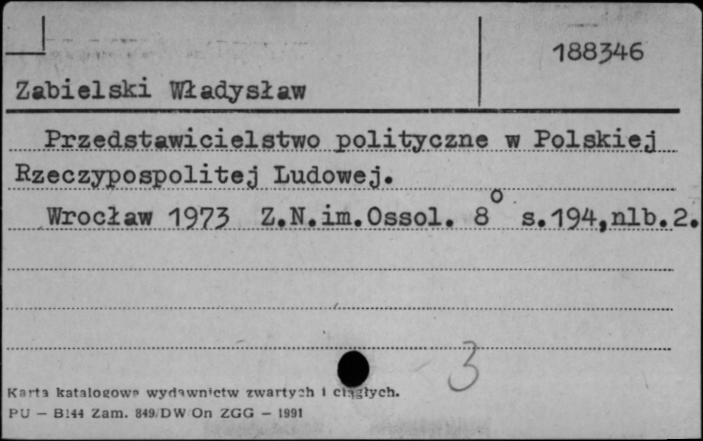 188346
Zabielski Władysław
Przedstawicielstwo polityczne w Polskiej
Rzeczypospolitej Ludowej.
Wrocław 1973 Z.N.im.Ossol. 8° s.194,nlb.2.
3
Karta katalogowa wydawnictw zwartych i ciągłych.
PU — B144 Zam. 849/DW On ZGG — 1991